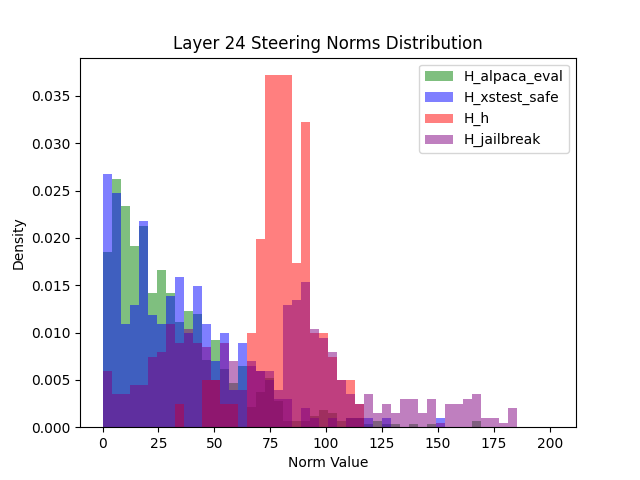 Layer 24 Steering Norms Distribution
H_alpaca_eval
H_xstest_safe
H_h
H_jailbreak
0.035
0.030
0.025
0.020
0.015
0.010
0.005
0.000
Density
0 25 50 75 100 125 150 175 200
Norm Value